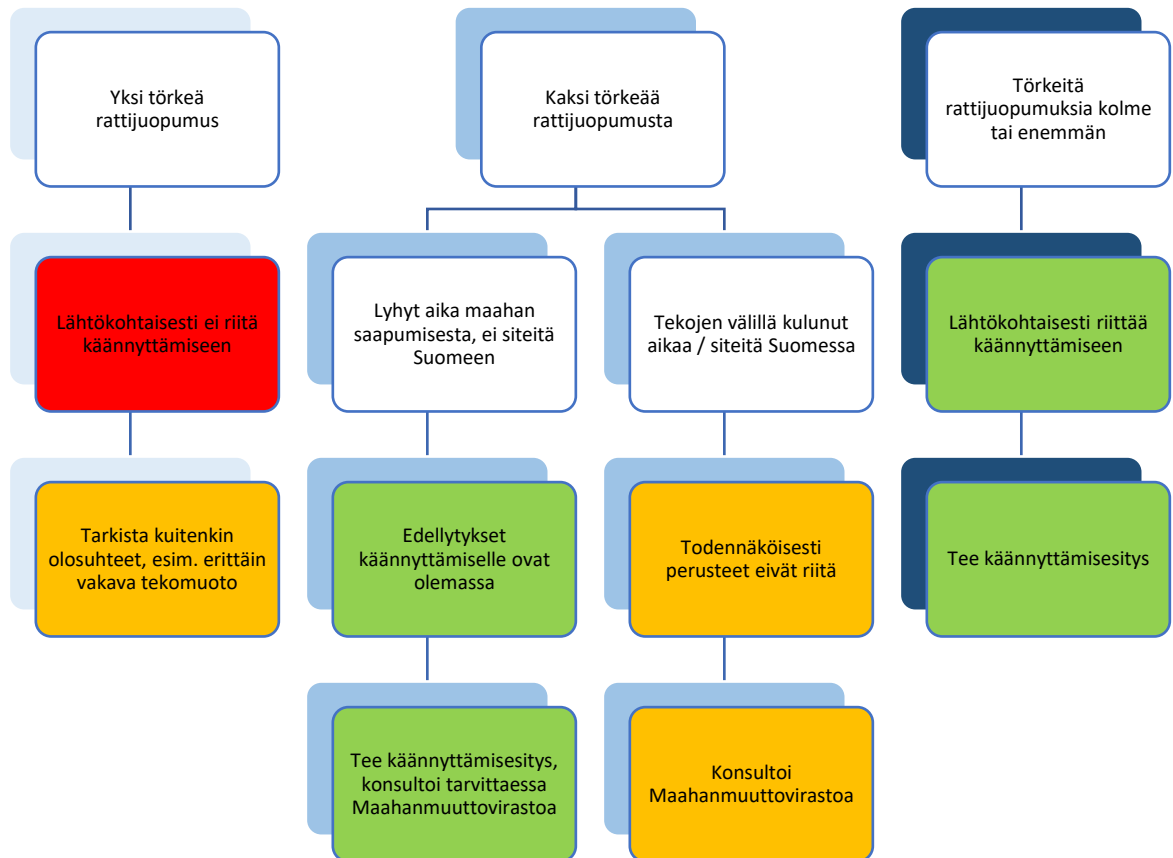 Yksi törkeä
rattijuopumus
Kaksi törkeää
rattijuopumusta
Törkeitä
rattijuopumuksia kolme
tai enemmän
Lähtökohtaisesti ei riitä
käännyttämiseen
Lyhyt aika maahan
saapumisesta, ei siteitä
Suomeen
Tekojen välillä kulunut
aikaa / siteitä Suomessa
Lähtökohtaisesti riittää
käännyttämiseen
Tarkista kuitenkin
olosuhteet, esim. erittäin
vakava tekomuoto
Edellytykset
käännyttämiselle ovat
olemassa
Todennäköisesti
perusteet eivät riitä
Tee käännyttämisesitys
Tee käännyttämisesitys,
konsultoi tarvittaessa
Maahanmuuttovirastoa
Konsultoi
Maahanmuuttovirastoa